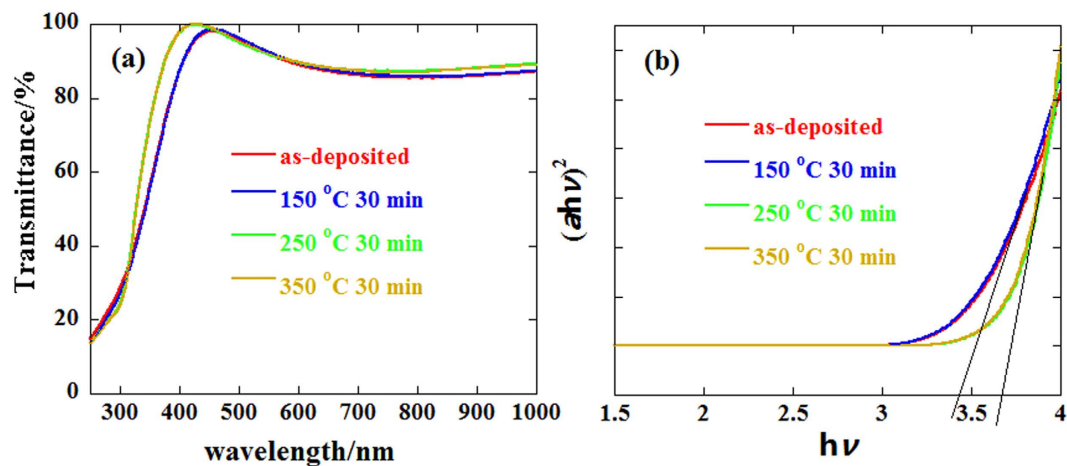 (a)
Transmittance/%
100
80
60
40
20
0
as-deposited
150 °C 30 min
250 °C 30 min
350 °C 30 min
300 400 500 600 700 800 900 1000
wavelength/nm
(b)
(ahν)²
as-deposited
150 °C 30 min
250 °C 30 min
350 °C 30 min
1.5 2 2.5 3 3.5 4
hν